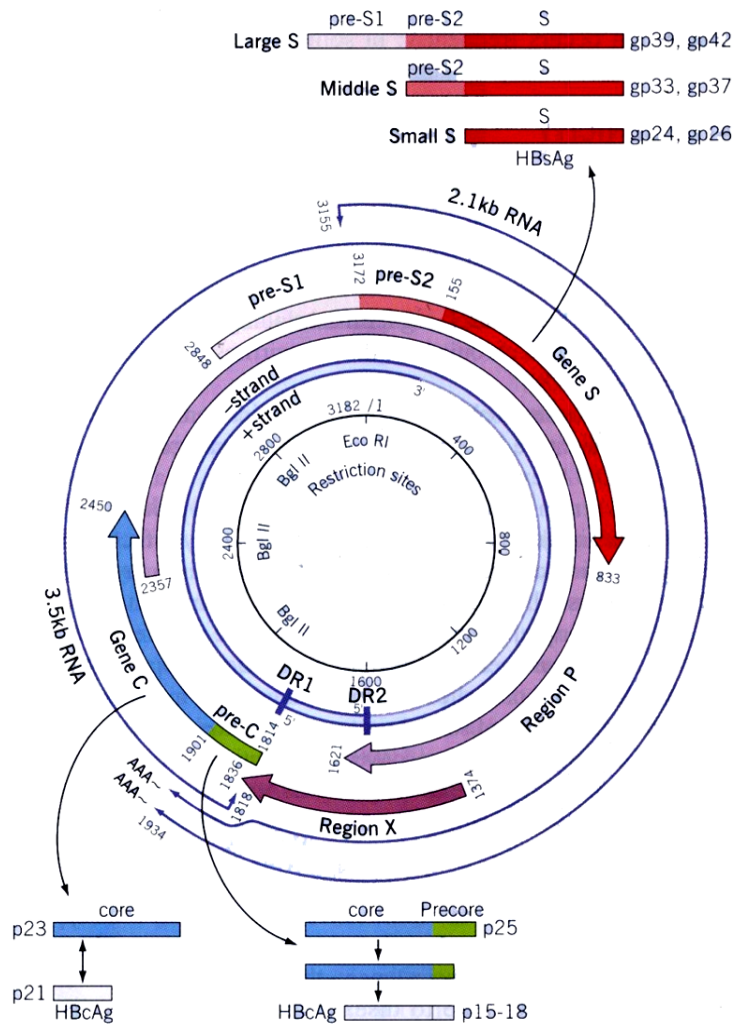 pre-S1 pre-S2 S
Large S gp39, gp42
pre-S2 S
Middle S gp33, gp37
S
Small S gp24, gp26
HBsAg
2.1kb RNA
3155
3172
pre-S2
155
pre-S1
2848
Gene S
–strand
+strand
3'
3182 / 1
Eco RI
400
2800
Bgl II
Restriction sites
2450
2400
Bgl II
800
833
2357
3.5kb RNA
Bgl II
1200
Gene C
DR1
1600
DR2
5'
5'
Region P
pre-C
1814
1901
1621
1836
1374
AAA~
1818
AAA~
Region X
1934
core
core Precore
p23
p25
p21
HBcAg
HBcAg p15-18